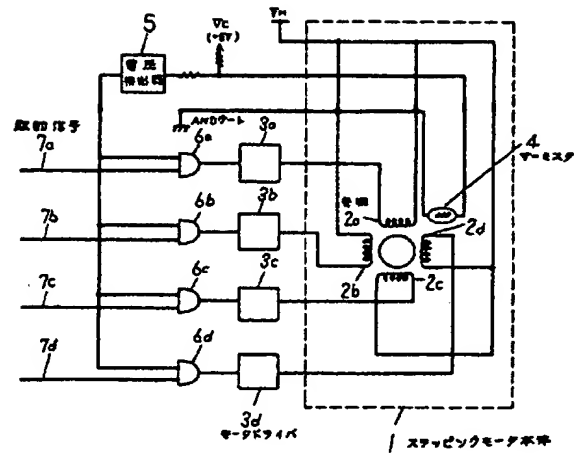 5
Vc
(+5V)
VM
電圧
検出器
駆動信号
ANDゲート
7a
6a
3a
4
サーミスタ
巻線
2a
2d
7b
6b
3b
2b
2c
7c
6c
3c
7d
6d
3d
モータドライバ
1 ステッピングモータ本体